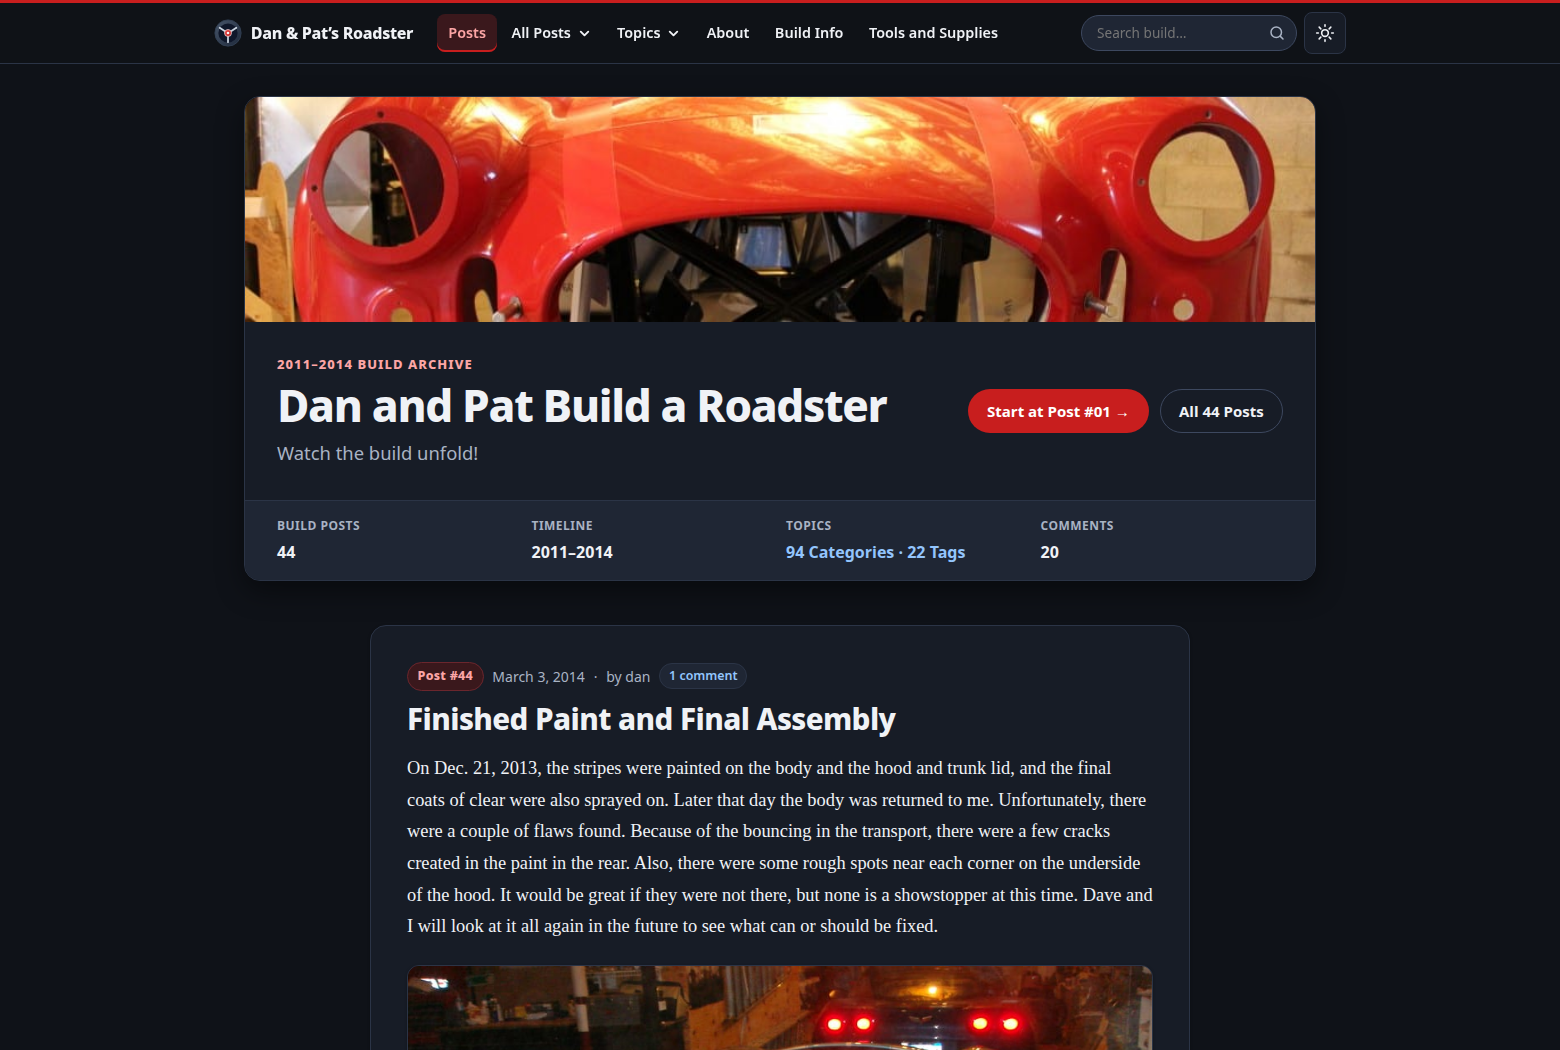 Dan & Pat's Roadster
Posts
All Posts
Topics
About
Build Info
Tools and Supplies
Search build...
2011–2014 BUILD ARCHIVE
Dan and Pat Build a Roadster
Watch the build unfold!
Start at Post #01 →
All 44 Posts
BUILD POSTS
44
TIMELINE
2011–2014
TOPICS
94 Categories · 22 Tags
COMMENTS
20
Post #44 March 3, 2014 · by dan 1 comment
Finished Paint and Final Assembly
On Dec. 21, 2013, the stripes were painted on the body and the hood and trunk lid, and the final
coats of clear were also sprayed on. Later that day the body was returned to me. Unfortunately, there
were a couple of flaws found. Because of the bouncing in the transport, there were a few cracks
created in the paint in the rear. Also, there were some rough spots near each corner on the underside
of the hood. It would be great if they were not there, but none is a showstopper at this time. Dave and
I will look at it all again in the future to see what can or should be fixed.